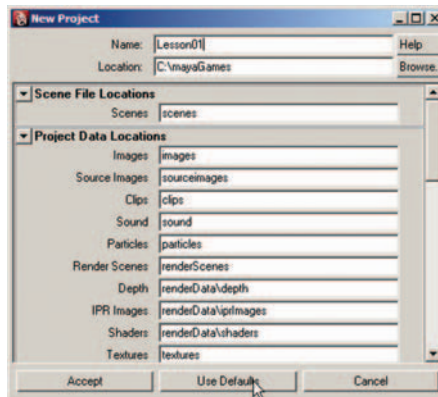 New Project
Name: Lesson01 Help
Location: C:\mayaGames Browse..
Scene File Locations
Scenes scenes
Project Data Locations
Images images
Source Images sourceimages
Clips clips
Sound sound
Particles particles
Render Scenes renderScenes
Depth renderData\depth
IPR Images renderData\iprImages
Shaders renderData\shaders
Textures textures
Accept Use Defaults Cancel